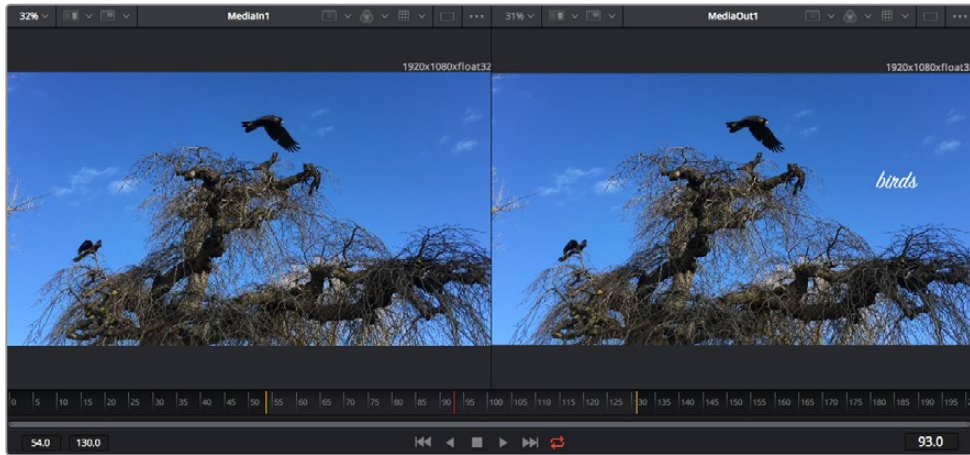 32% MediaIn1 31% MediaOut1
1920x1080xfloat32 1920x1080xfloat3
birds
0 5 10 15 20 25 30 35 40 45 50 55 60 65 70 75 80 85 90 95 100 105 110 115 120 125 130 135 140 145 150 155 160 165 170 175 180 185 190 195
54.0 130.0 93.0